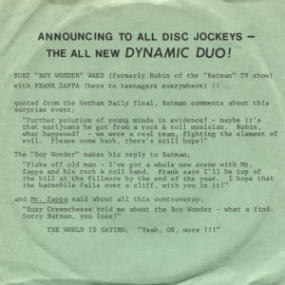 ANNOUNCING TO ALL DISC JOCKEYS —
THE ALL NEW DYNAMIC DUO!
BURT "BOY WONDER" WARD (formerly Robin of the "Batman" TV show)
with FRANK ZAPPA (hero to teenagers everywhere) !!
quoted from the Gotham Daily final, Batman comments about this
surprise event;
"Further polution of young minds in evidence! - maybe it's
that marijuana he got from a rock & roll musician. Robin,
what happened? - we were a real team, fighting the element of
evil. Please come back, there's still hope!"
The "Boy Wonder" makes his reply to Batman;
"Flake off old man - I've got a whole new scene with Mr.
Zappa and his rock & roll band. Frank says I'll be top of the
bill at the Fillmore by the end of the year. I hope that
the batmobile falls over a cliff, with you in it!"
and Mr. Zappa said about all this controversy;
"Suzy Creemcheese told me about the Boy Wonder - what a find.
Sorry Batman, you lose!"
THE WORLD IS SAYING, "Yeah, OK, more !!!"